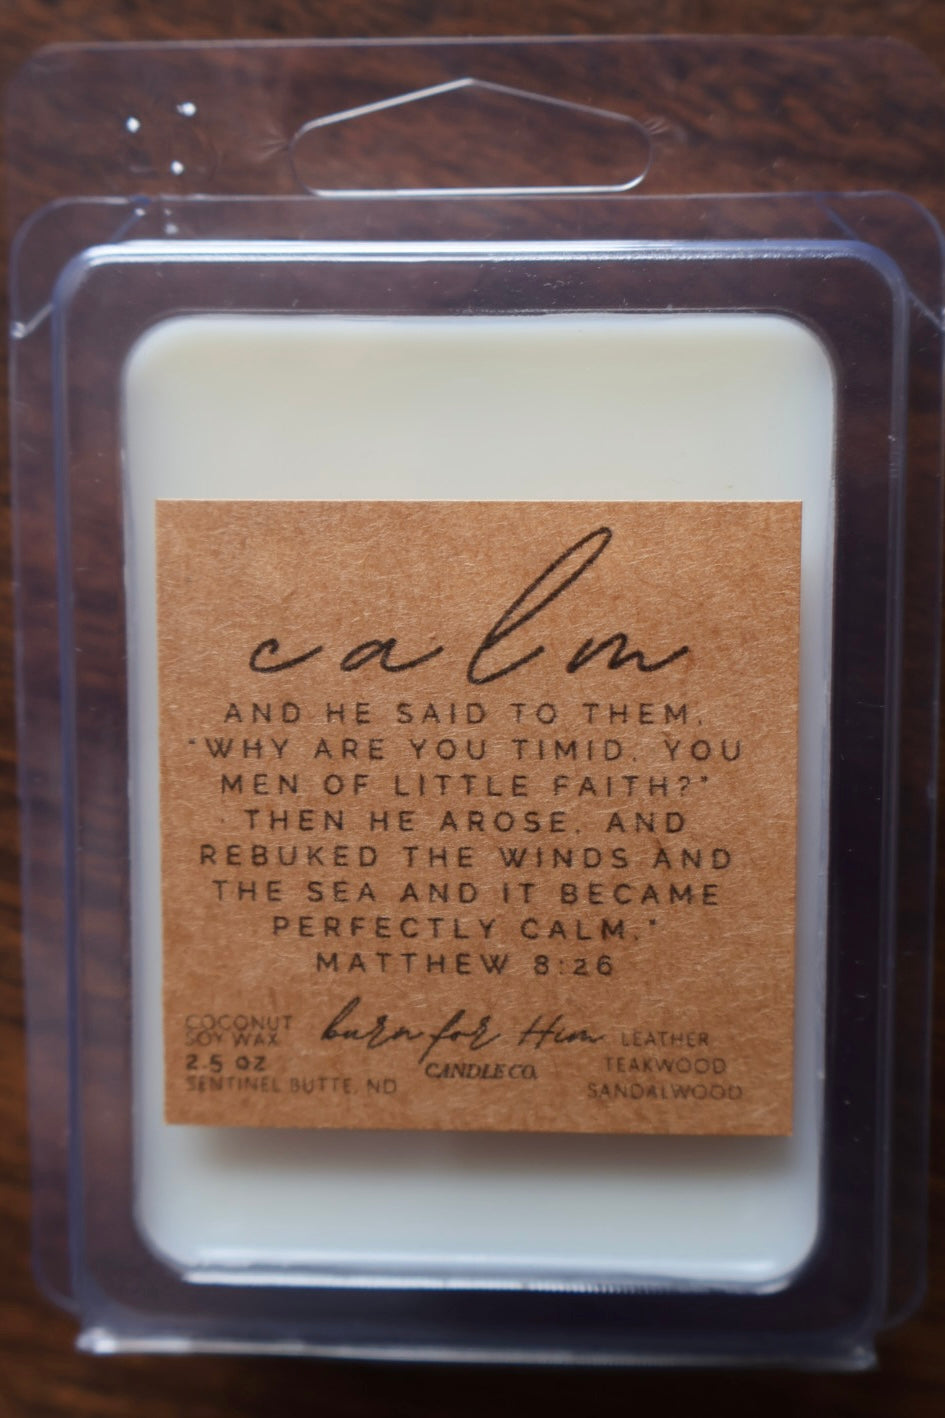 calm
AND HE SAID TO THEM,
"WHY ARE YOU TIMID, YOU
MEN OF LITTLE FAITH?"
THEN HE AROSE, AND
REBUKED THE WINDS AND
THE SEA AND IT BECAME
PERFECTLY CALM."
MATTHEW 8:26
COCONUT
SOY WAX
2.5 OZ
SENTINEL BUTTE, ND
burn for Him
CANDLE CO.
LEATHER
TEAKWOOD
SANDALWOOD